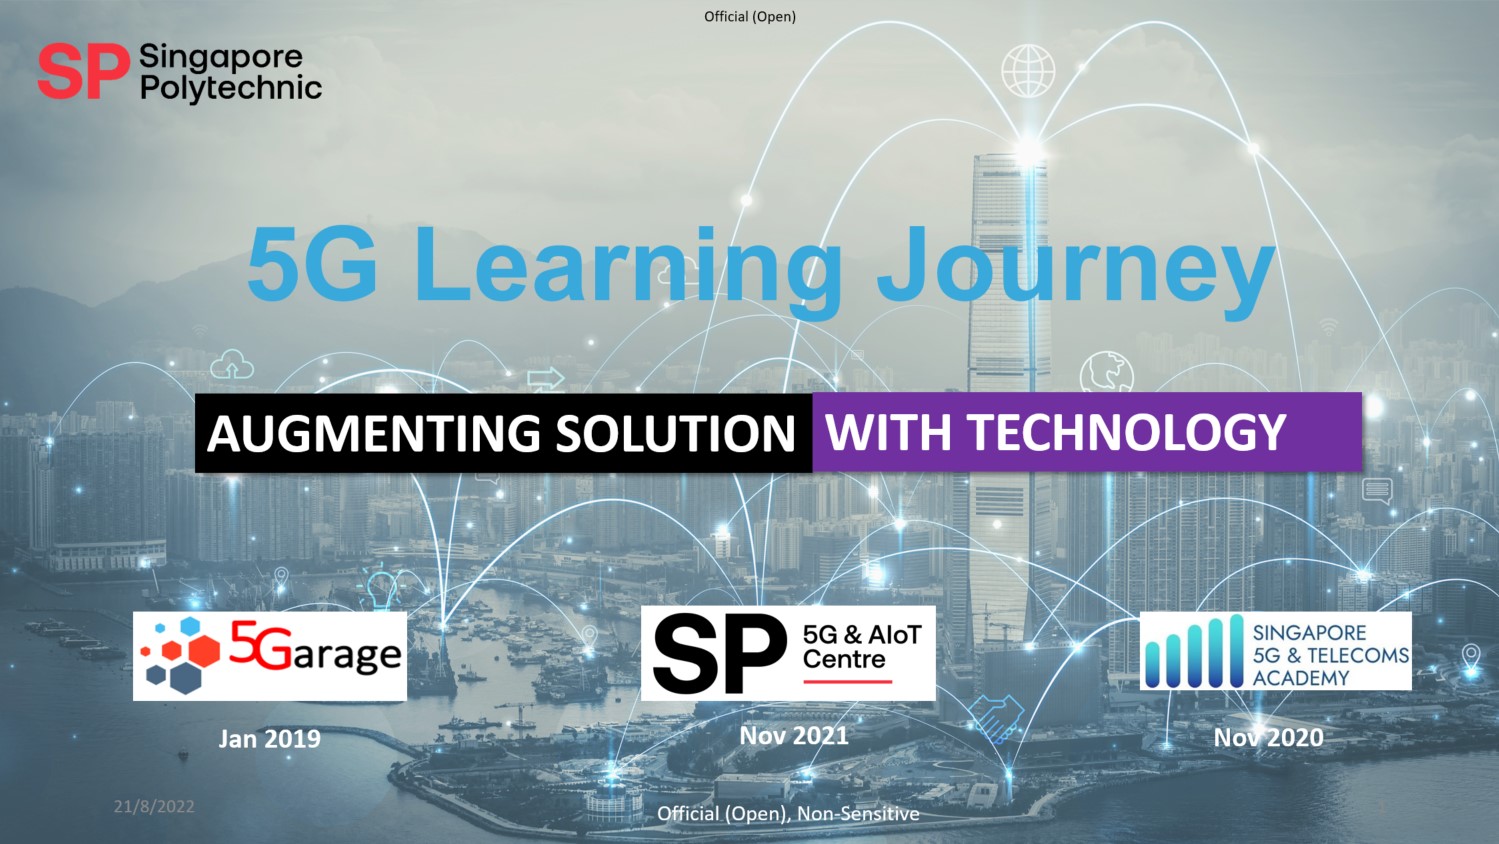 Official (Open)
SP Singapore
Polytechnic
5G Learning Journey
AUGMENTING SOLUTION WITH TECHNOLOGY
5Garage
SP 5G & AIoT
Centre
SINGAPORE
5G & TELECOMS
ACADEMY
Jan 2019
Nov 2021
Nov 2020
21/8/2022
Official (Open), Non-Sensitive